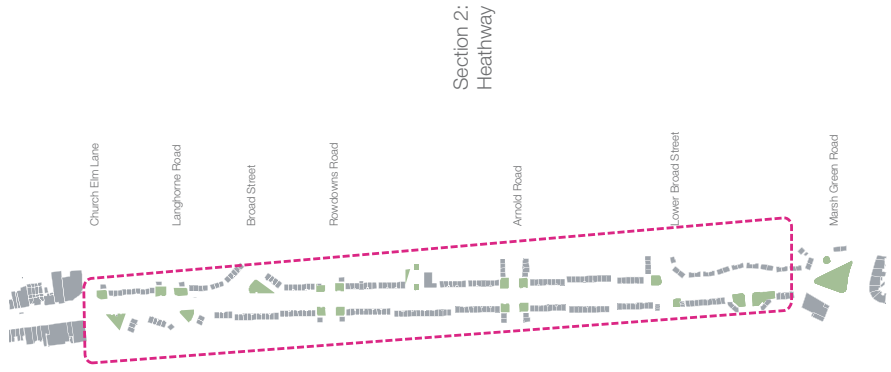 Section 2:
Heathway
Church Elm Lane
Langhorne Road
Broad Street
Rowdowns Road
Arnold Road
Lower Broad Street
Marsh Green Road